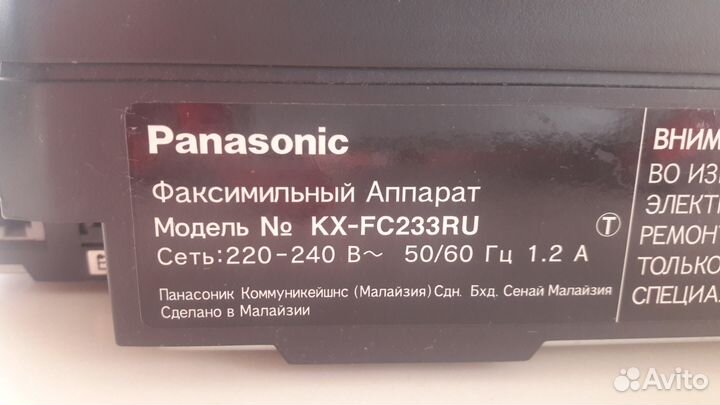 Panasonic
Факсимильный Аппарат
Модель № KX-FC233RU
Ⓣ
Сеть: 220-240 В~ 50/60 Гц 1.2 А
Панасоник Коммуникейшнс (Малайзия) Сдн. Бхд. Сенай Малайзия
Сделано в Малайзии
ВНИМ
ВО ИЗ
ЭЛЕКТ
РЕМОНТ
ТОЛЬКО
СПЕЦИА
Avito